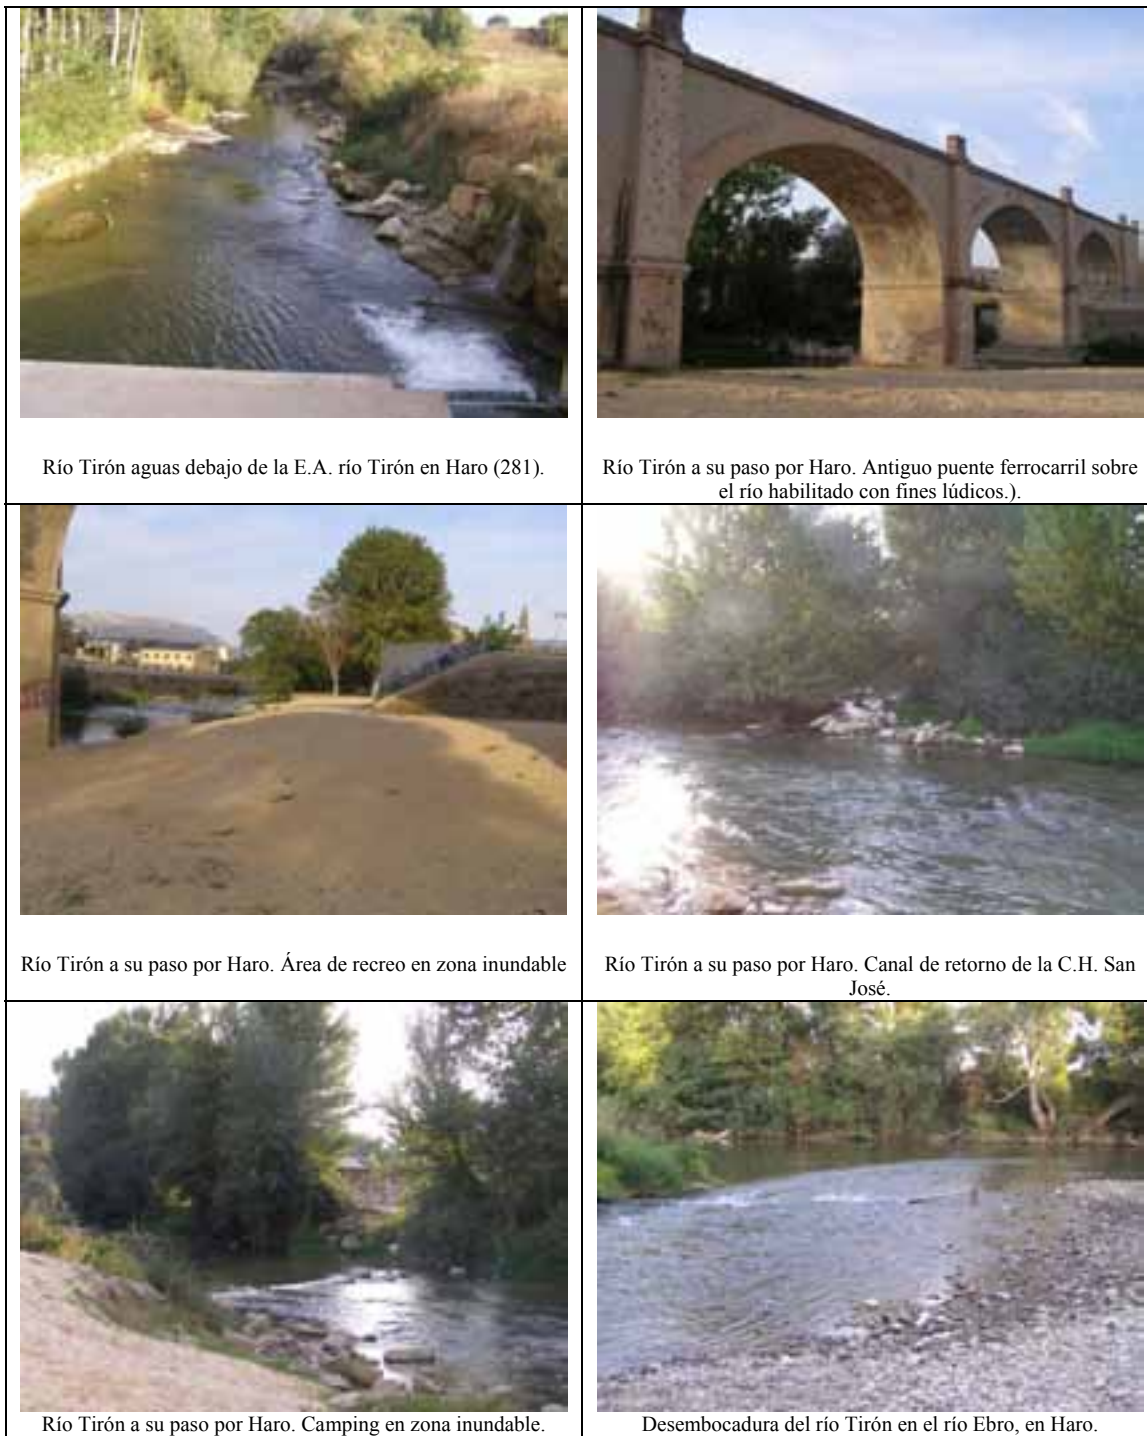 Río Tirón aguas debajo de la E.A. río Tirón en Haro (281).
Río Tirón a su paso por Haro. Antiguo puente ferrocarril sobre
el río habilitado con fines lúdicos.).
Río Tirón a su paso por Haro. Área de recreo en zona inundable
Río Tirón a su paso por Haro. Canal de retorno de la C.H. San
José.
Río Tirón a su paso por Haro. Camping en zona inundable.
Desembocadura del río Tirón en el río Ebro, en Haro.